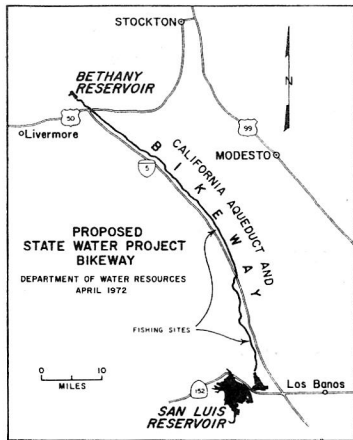 STOCKTON
BETHANY
RESERVOIR
50
Livermore
99
MODESTO
N
5
CALIFORNIA AQUEDUCT AND
BIKEWAY
PROPOSED
STATE WATER PROJECT
BIKEWAY
DEPARTMENT OF WATER RESOURCES
APRIL 1972
FISHING SITES
10 0 10
MILES
152
Los Banos
SAN LUIS
RESERVOIR